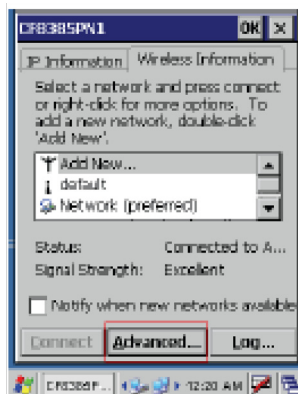 CF8385PN1 OK ×
IP Information Wireless Information
Select a network and press connect
or right-click for more options. To
add a new network, double-click
'Add New'.
Add New...
default
Network (preferred)
Status: Connected to A...
Signal Strength: Excellent
Notify when new networks available
Connect Advanced... Log...
CF8385P... 12:20 AM